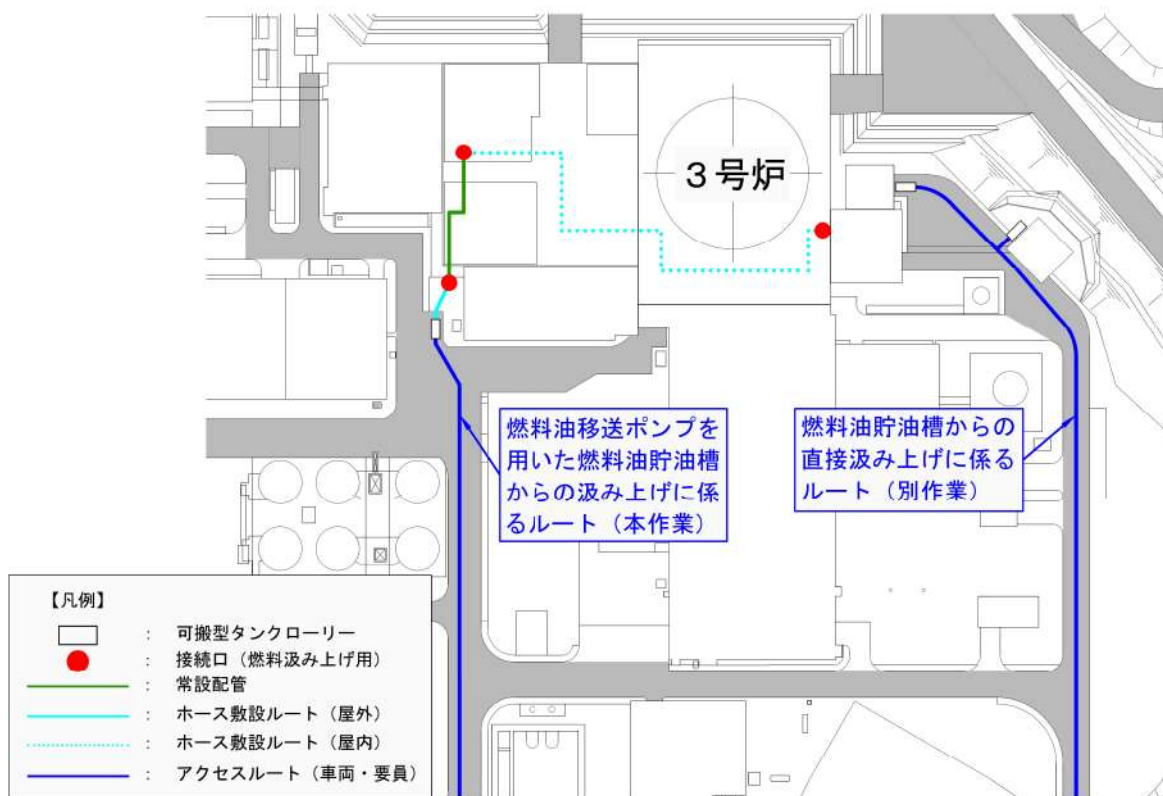 ３号炉
燃料油移送ポンプを
用いた燃料油貯油槽
からの汲み上げに係
るルート（本作業）
燃料油貯油槽からの
直接汲み上げに係る
ルート（別作業）
【凡例】
： 可搬型タンクローリー
： 接続口（燃料汲み上げ用）
： 常設配管
： ホース敷設ルート（屋外）
： ホース敷設ルート（屋内）
： アクセスルート（車両・要員）